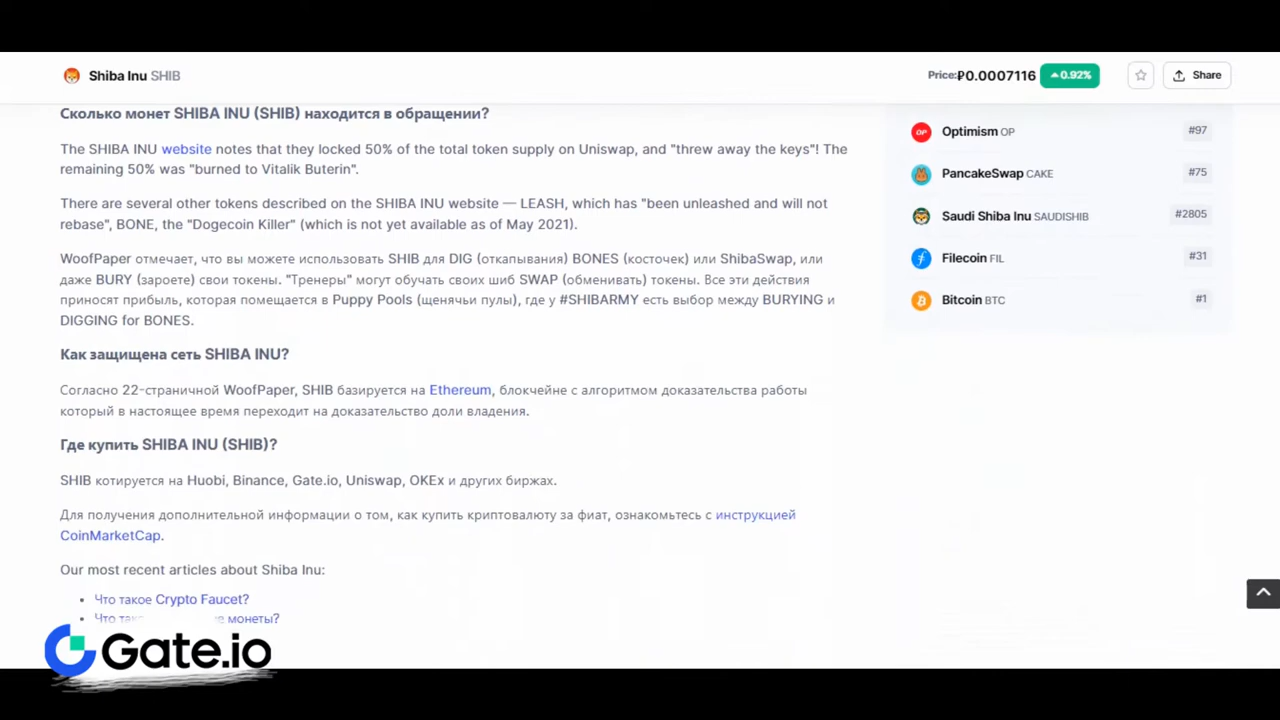 Shiba Inu SHIB
Price:₽0.0007116
0.92%
Share
Сколько монет SHIBA INU (SHIB) находится в обращении?
The SHIBA INU website notes that they locked 50% of the total token supply on Uniswap, and "threw away the keys"! The
remaining 50% was "burned to Vitalik Buterin".
There are several other tokens described on the SHIBA INU website — LEASH, which has "been unleashed and will not
rebase", BONE, the "Dogecoin Killer" (which is not yet available as of May 2021).
WoofPaper отмечает, что вы можете использовать SHIB для DIG (откапывания) BONES (косточек) или ShibaSwap, или
даже BURY (зароете) свои токены. "Тренеры" могут обучать своих шиб SWAP (обменивать) токены. Все эти действия
приносят прибыль, которая помещается в Puppy Pools (щенячьи пулы), где у #SHIBARMY есть выбор между BURYING и
DIGGING for BONES.
Как защищена сеть SHIBA INU?
Согласно 22-страничной WoofPaper, SHIB базируется на Ethereum, блокчейне с алгоритмом доказательства работы
который в настоящее время переходит на доказательство доли владения.
Где купить SHIBA INU (SHIB)?
SHIB котируется на Huobi, Binance, Gate.io, Uniswap, OKEx и других биржах.
Для получения дополнительной информации о том, как купить криптовалюту за фиат, ознакомьтесь с инструкцией
CoinMarketCap.
Our most recent articles about Shiba Inu:
• Что такое Crypto Faucet?
• Что монеты?
Optimism OP #97
PancakeSwap CAKE #75
Saudi Shiba Inu SAUDISHIB #2805
Filecoin FIL #31
Bitcoin BTC #1
Gate.io